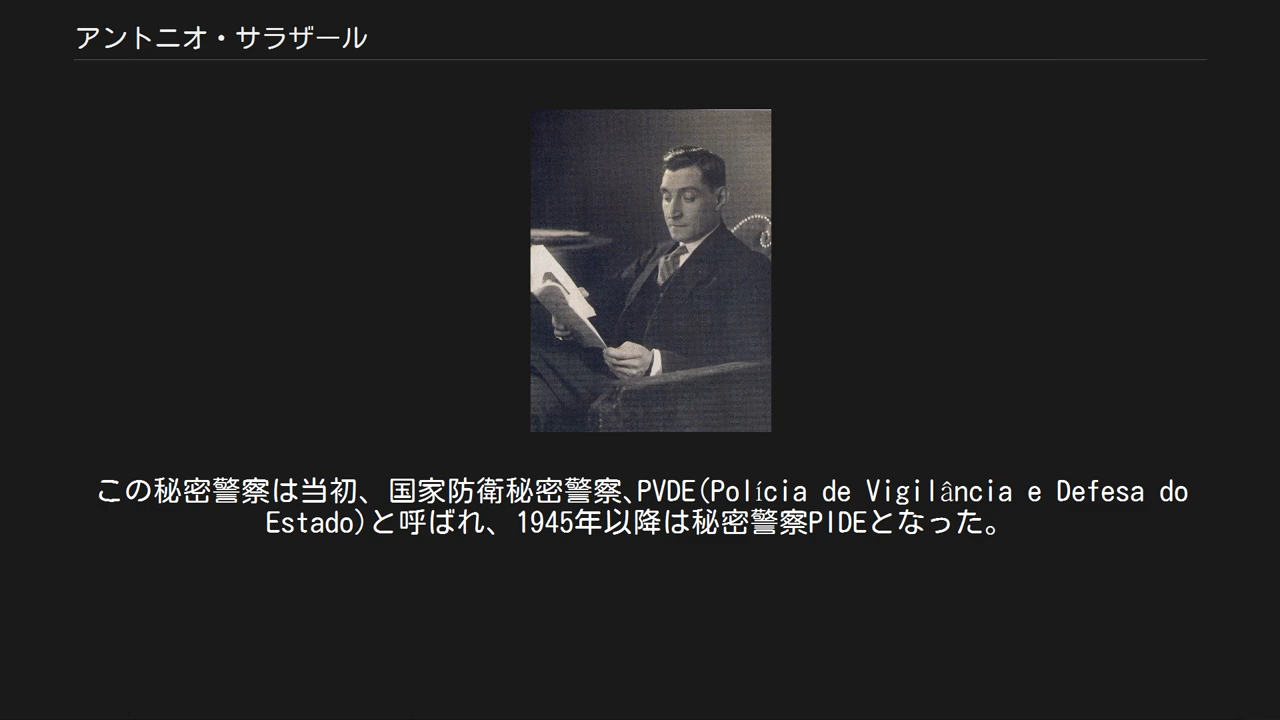 アントニオ・サラザール
この秘密警察は当初、国家防衛秘密警察､PVDE(Polícia de Vigilância e Defesa do
Estado)と呼ばれ、1945年以降は秘密警察PIDEとなった。